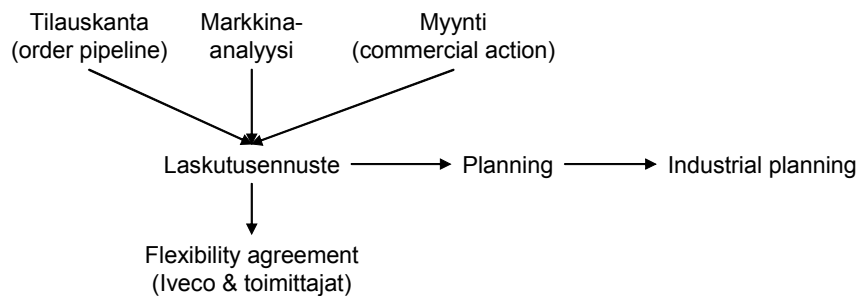 Tilauskanta
(order pipeline)
Markkina-
analyysi
Myynti
(commercial action)
Laskutusennuste
Planning
Industrial planning
Flexibility agreement
(Iveco & toimittajat)